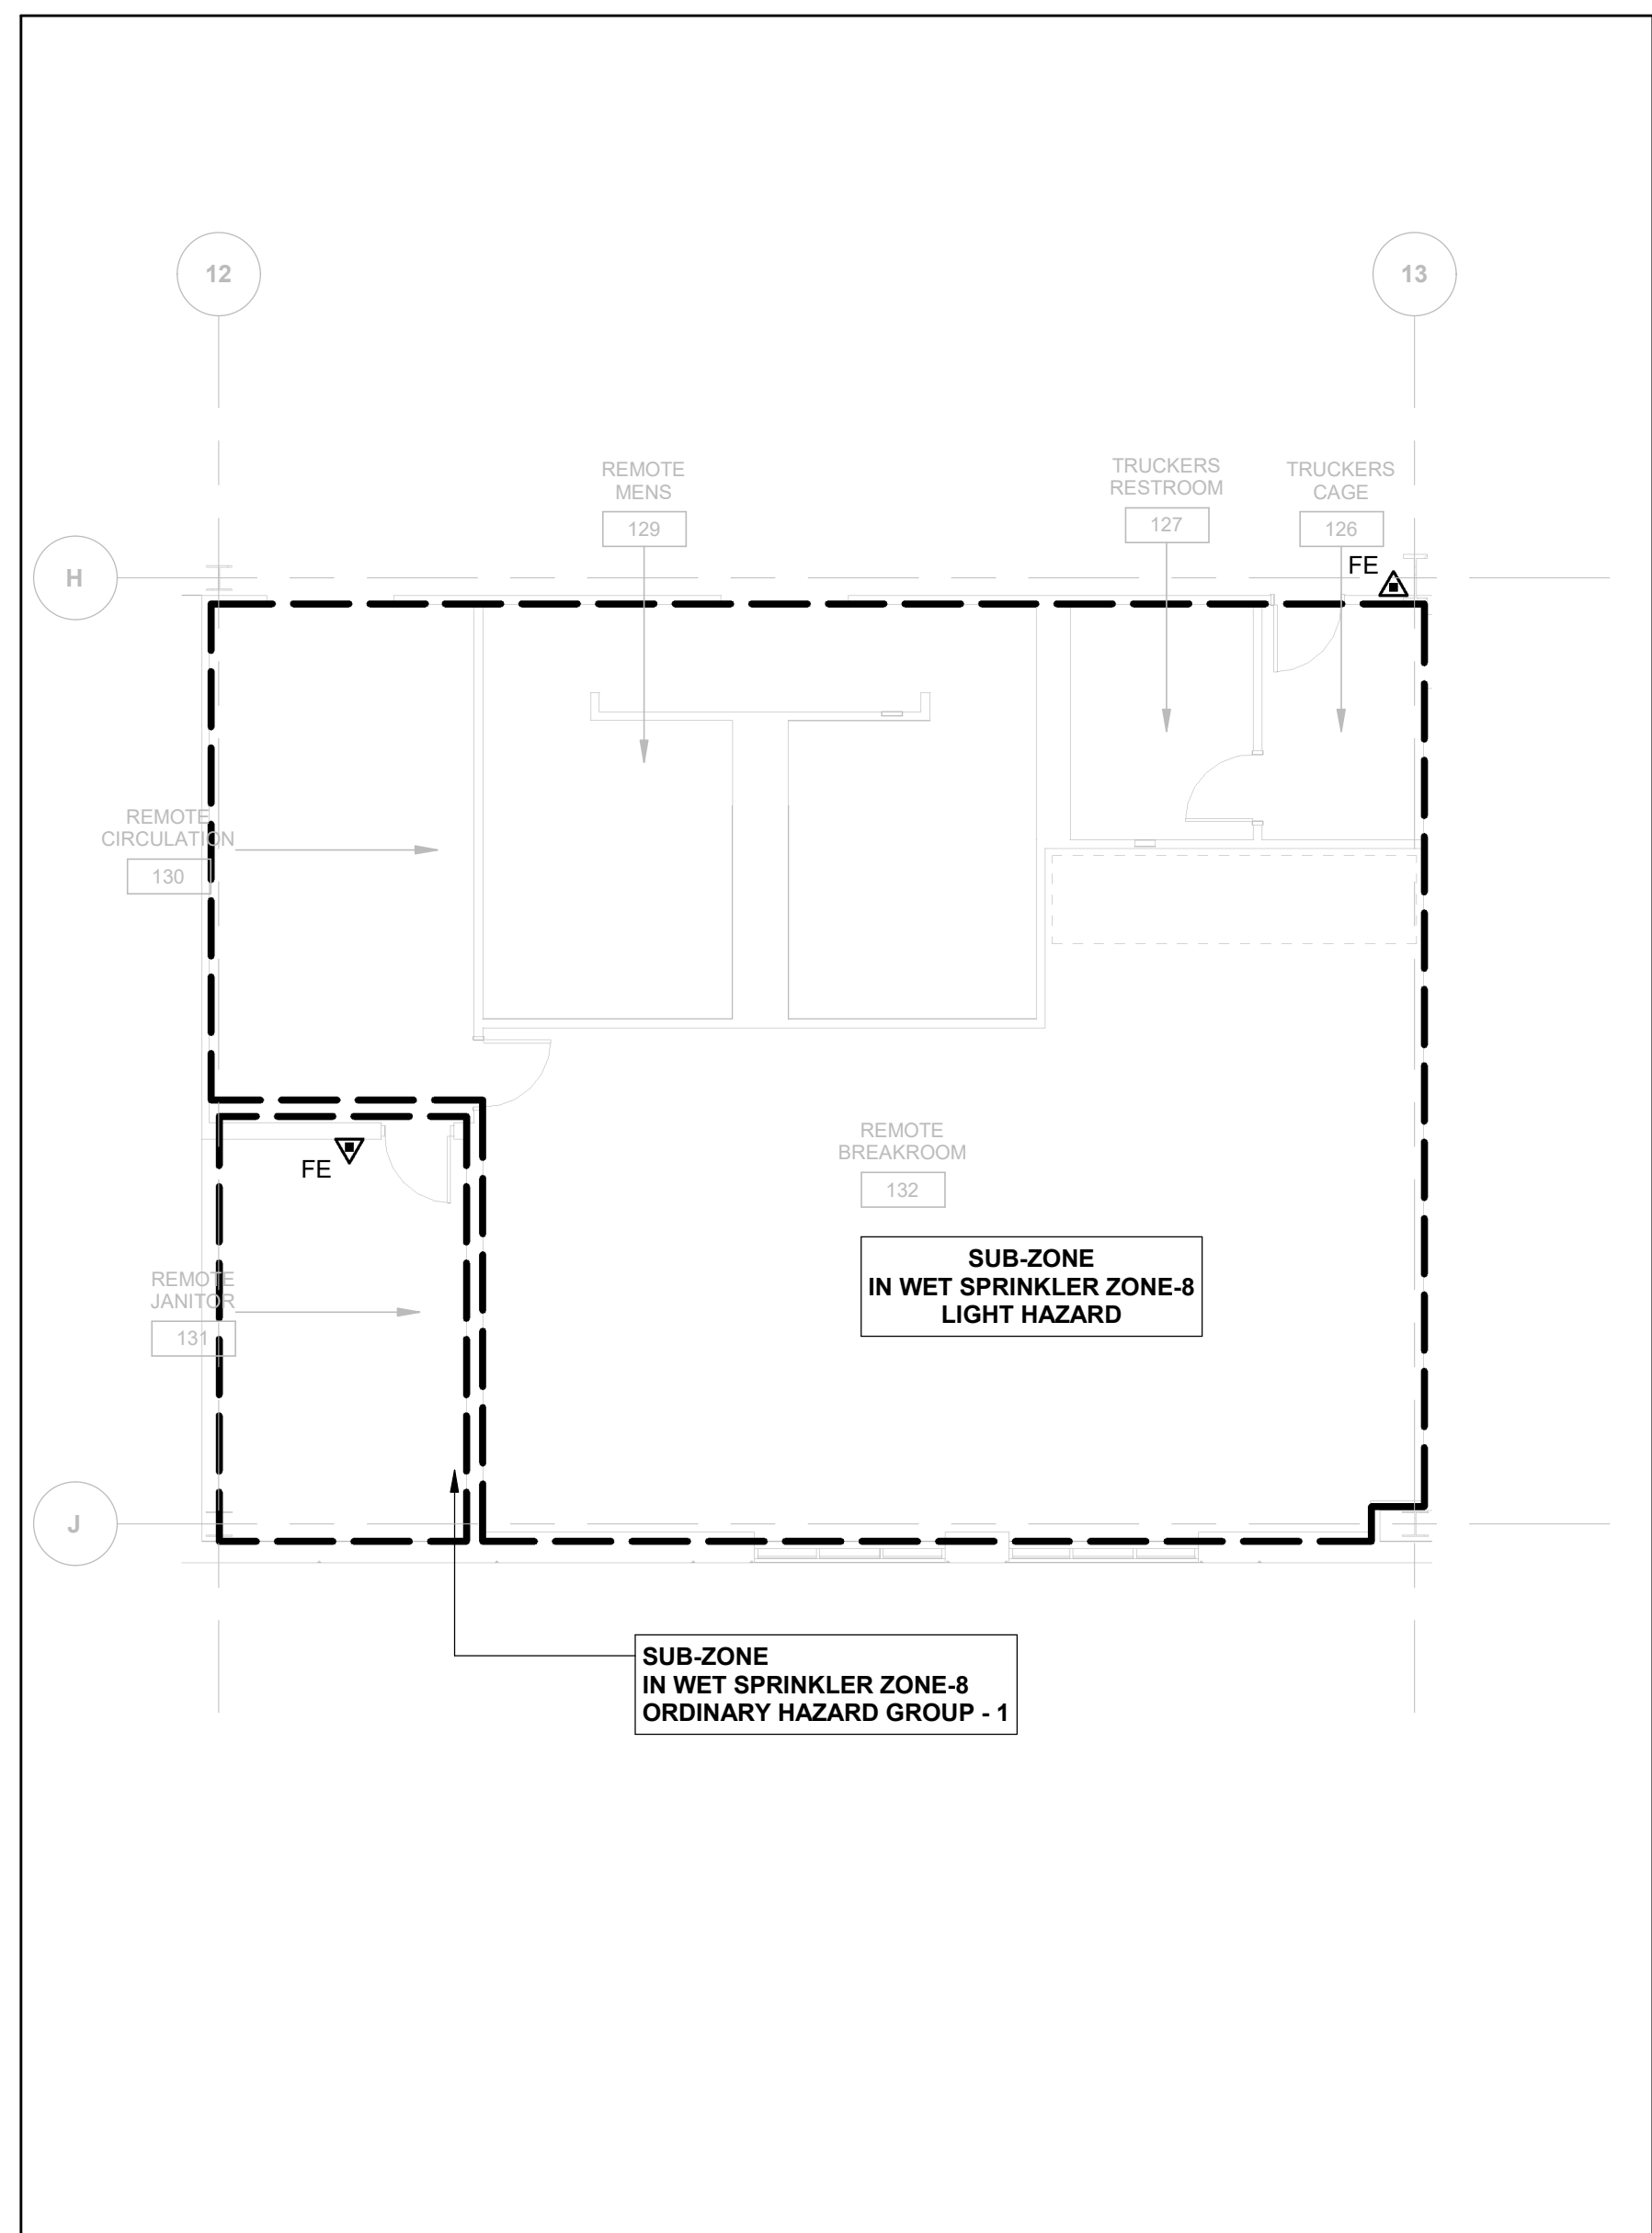 12
13
REMOTE
MENS
129
TRUCKERS
RESTROOM
127
TRUCKERS
CAGE
126
H
FE
REMOTE
CIRCULATION
130
REMOTE
BREAKROOM
132
FE
SUB-ZONE
IN WET SPRINKLER ZONE-8
LIGHT HAZARD
REMOTE
JANITOR
131
J
SUB-ZONE
IN WET SPRINKLER ZONE-8
ORDINARY HAZARD GROUP - 1